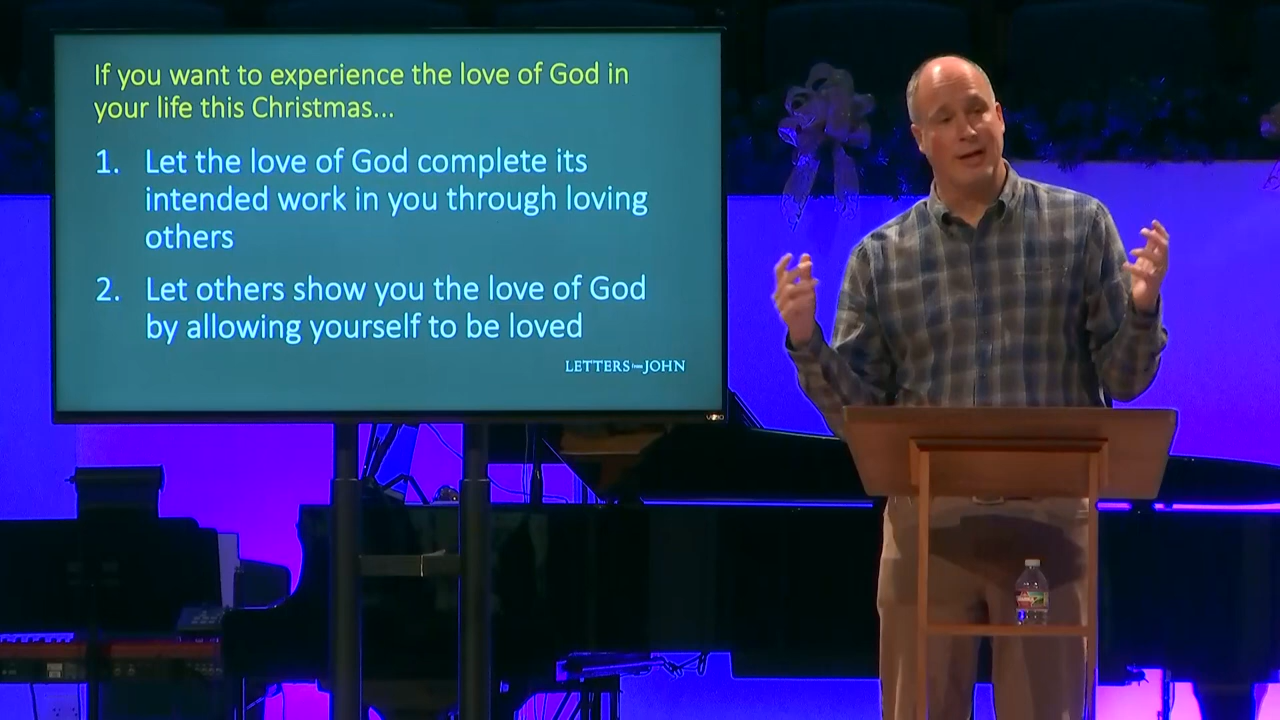 If you want to experience the love of God in
your life this Christmas...
1. Let the love of God complete its
intended work in you through loving
others
2. Let others show you the love of God
by allowing yourself to be loved
LETTERS from JOHN
VIZIO